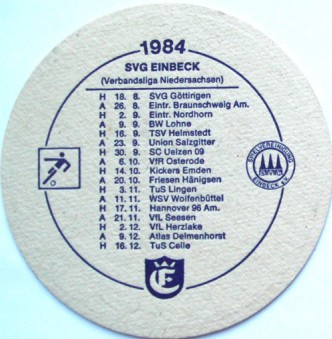 1984
SVG EINBECK
(Verbandsliga Niedersachsen)
H 18. 8. SVG Göttingen
A 26. 8. Eintr. Braunschweig Am.
H 2. 9. Eintr. Nordhorn
A 9. 9. BW Lohne
H 16. 9. TSV Helmstedt
A 23. 9. Union Salzgitter
H 30. 9. SC Uelzen 09
A 6. 10. VfR Osterode
H 14. 10. Kickers Emden
A 20. 10. Friesen Hänigsen
H 3. 11. TuS Lingen
A 11. 11. WSV Wolfenbüttel
H 17. 11. Hannover 96 Am.
A 21. 11. VfL Seesen
H 2. 12. VfL Herzlake
A 9. 12. Atlas Delmenhorst
H 16. 12. TuS Celle
SPIELVEREINIGUNG
EINBECK